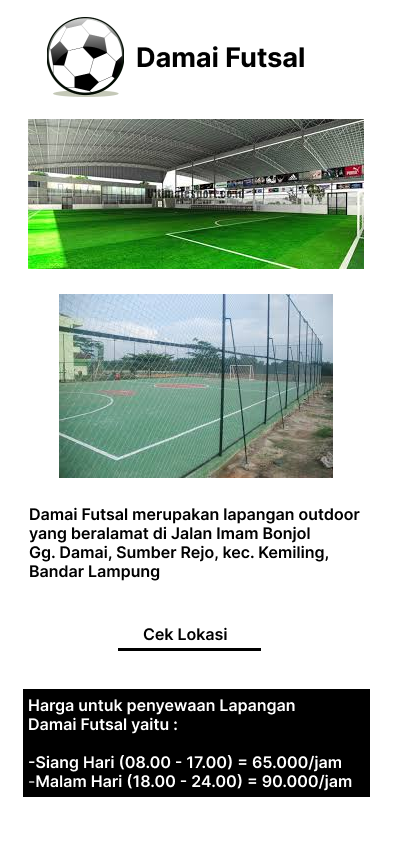 Damai Futsal
Damai Futsal merupakan lapangan outdoor
yang beralamat di Jalan Imam Bonjol
Gg. Damai, Sumber Rejo, kec. Kemiling,
Bandar Lampung
Cek Lokasi
Harga untuk penyewaan Lapangan
Damai Futsal yaitu :
-Siang Hari (08.00 - 17.00) = 65.000/jam
-Malam Hari (18.00 - 24.00) = 90.000/jam